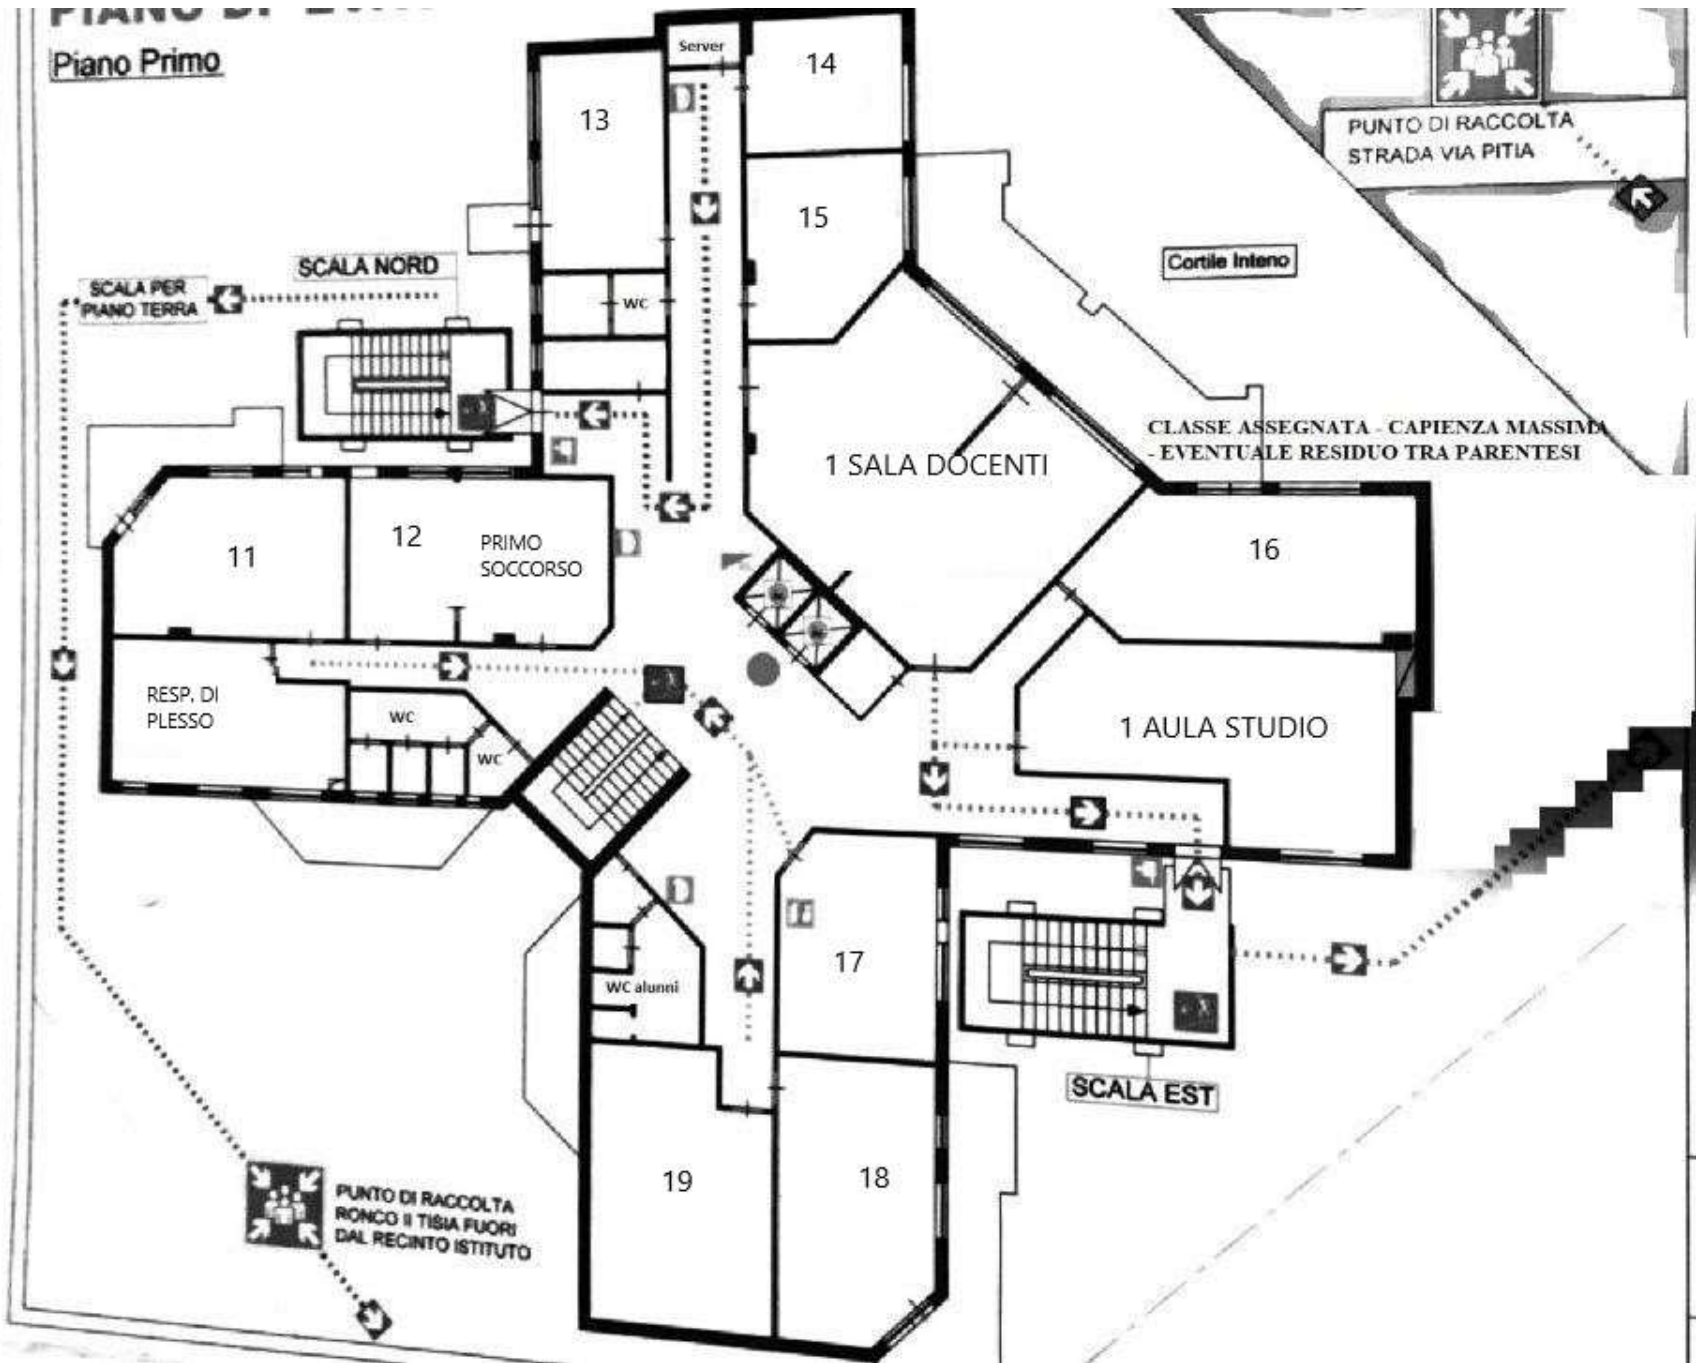 PIANO DI
Piano Primo
Server
14
13
15
PUNTO DI RACCOLTA
STRADA VIA PITIA
Cortile Inteno
SCALA NORD
SCALA PER
PIANO TERRA
WC
CLASSE ASSEGNATA - CAPIENZA MASSIMA
- EVENTUALE RESIDUO TRA PARENTESI
1 SALA DOCENTI
11
12
PRIMO
SOCCORSO
16
RESP. DI
PLESSO
WC
WC
1 AULA STUDIO
17
WC alunni
SCALA EST
19
18
PUNTO DI RACCOLTA
RONCO II TISIA FUORI
DAL RECINTO ISTITUTO